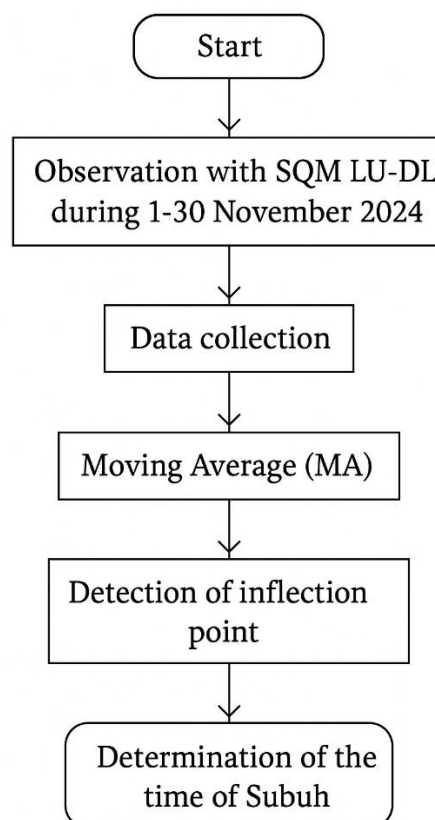 Start
Observation with SQM LU-DL
during 1-30 November 2024
Data collection
Moving Average (MA)
Detection of inflection
point
Determination of the
time of Subuh